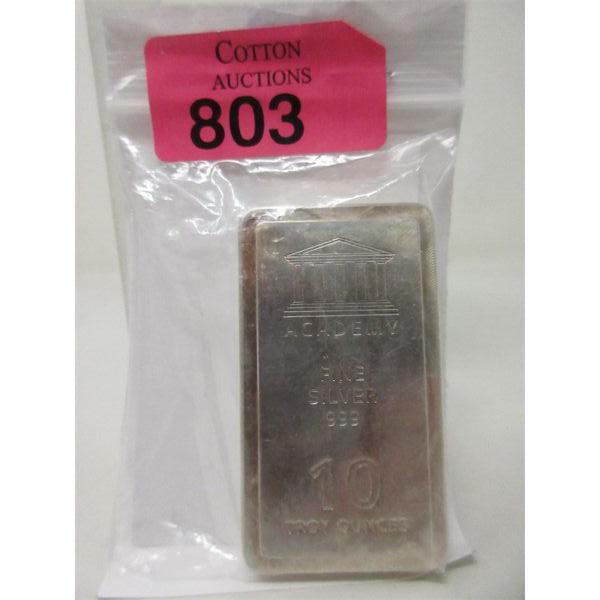 COTTON
AUCTIONS
803
ACADEMY
FINE
SILVER
999
10
TROY OUNCES